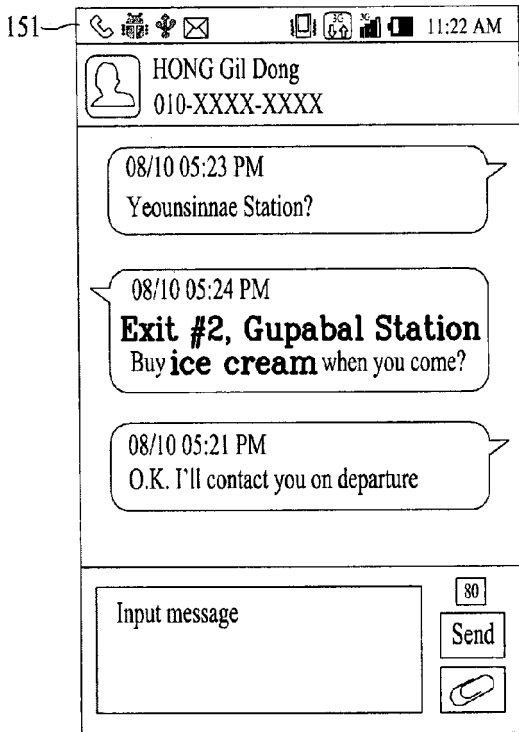 151
3G 3G 11:22 AM
HONG Gil Dong
010-XXXX-XXXX
08/10 05:23 PM
Yeounsinnae Station?
08/10 05:24 PM
Exit #2, Gupabal Station
Buy ice cream when you come?
08/10 05:21 PM
O.K. I'll contact you on departure
Input message
80
Send